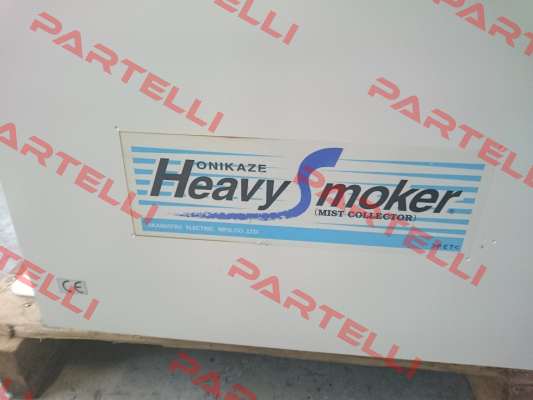 PARTELLI
PARTELLI
PARTELLI
ONIKAZE
Heavy Smoker®
(MIST COLLECTOR)
AKAMATSU ELECTRIC MFG.CO.,LTD
>PET<
CE
PARTELLI
PARTELLI
PARTELLI
PARTELLI
PARTELLI